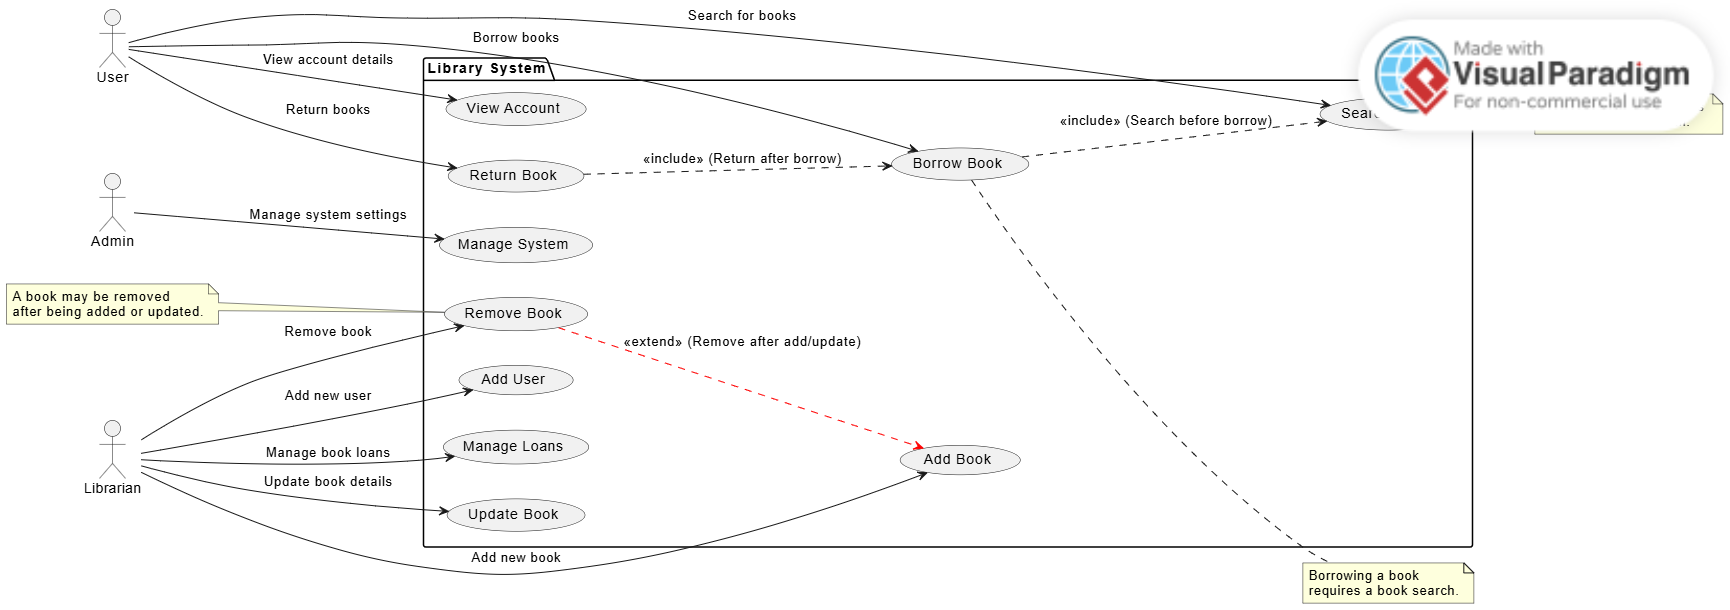 Search for books
Borrow books
View account details
Return books
User
Library System
View Account
Return Book
«include» (Return after borrow)
Borrow Book
«include» (Search before borrow)
Made with
Visual Paradigm
For non-commercial use
Admin
Manage system settings
Manage System
A book may be removed
after being added or updated.
Remove book
Remove Book
«extend» (Remove after add/update)
Add new user
Add User
Manage book loans
Manage Loans
Add Book
Librarian
Update book details
Update Book
Add new book
Borrowing a book
requires a book search.